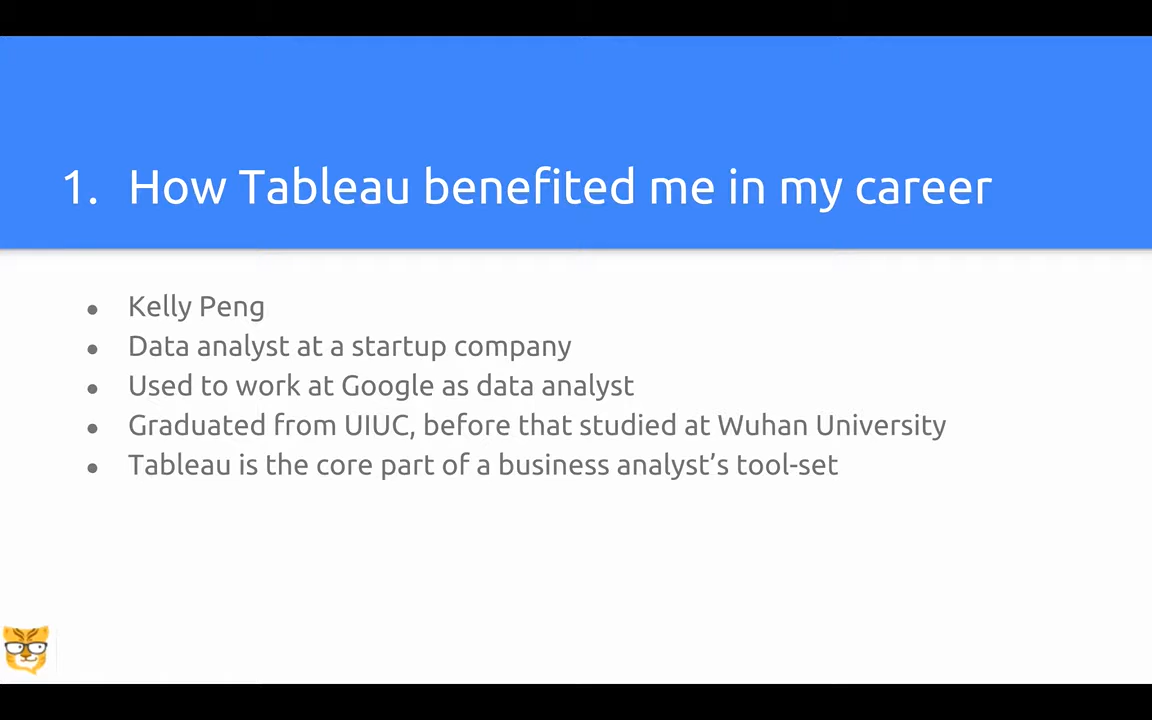 1. How Tableau benefited me in my career
● Kelly Peng
● Data analyst at a startup company
● Used to work at Google as data analyst
● Graduated from UIUC, before that studied at Wuhan University
● Tableau is the core part of a business analyst’s tool-set